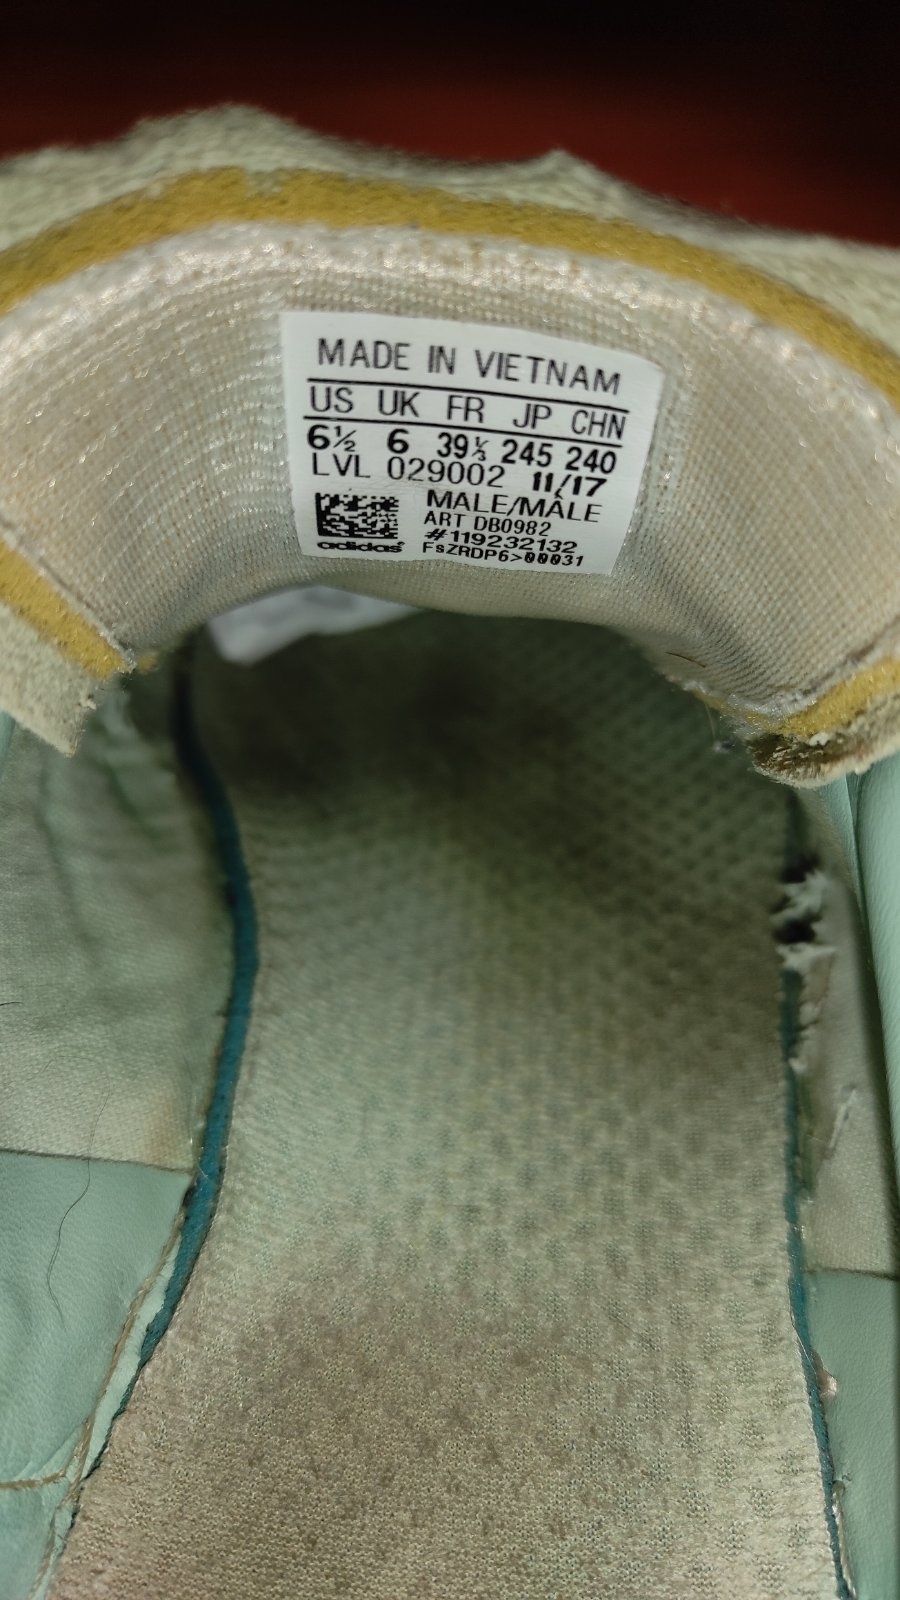 MADE IN VIETNAM
US UK FR JP CHN
6½ 6 39⅓ 245 240
LVL 029002 11/17
MALE/MÂLE
ART DB0982
#119232132
adidas FsZRDP6>00031